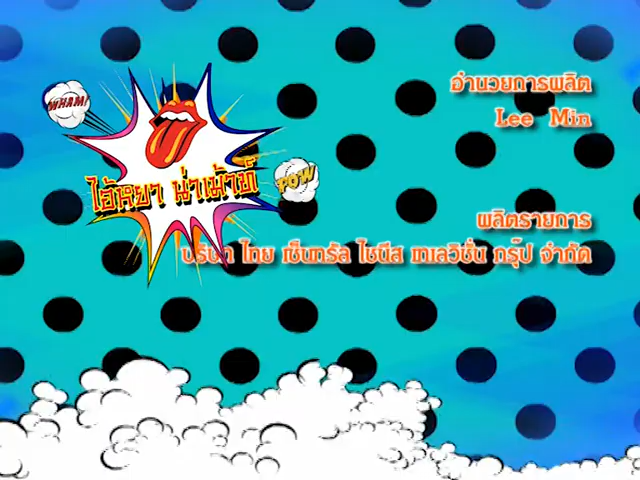 WHAM!
ไอ้หยา น่าเม้าท์
POW
อำนวยการผลิต
Lee Min
ผลิตรายการ
บริษัท ไทย เซ็นทรัล ไชนีส เทเลวิชั่น กรุ๊ป จำกัด